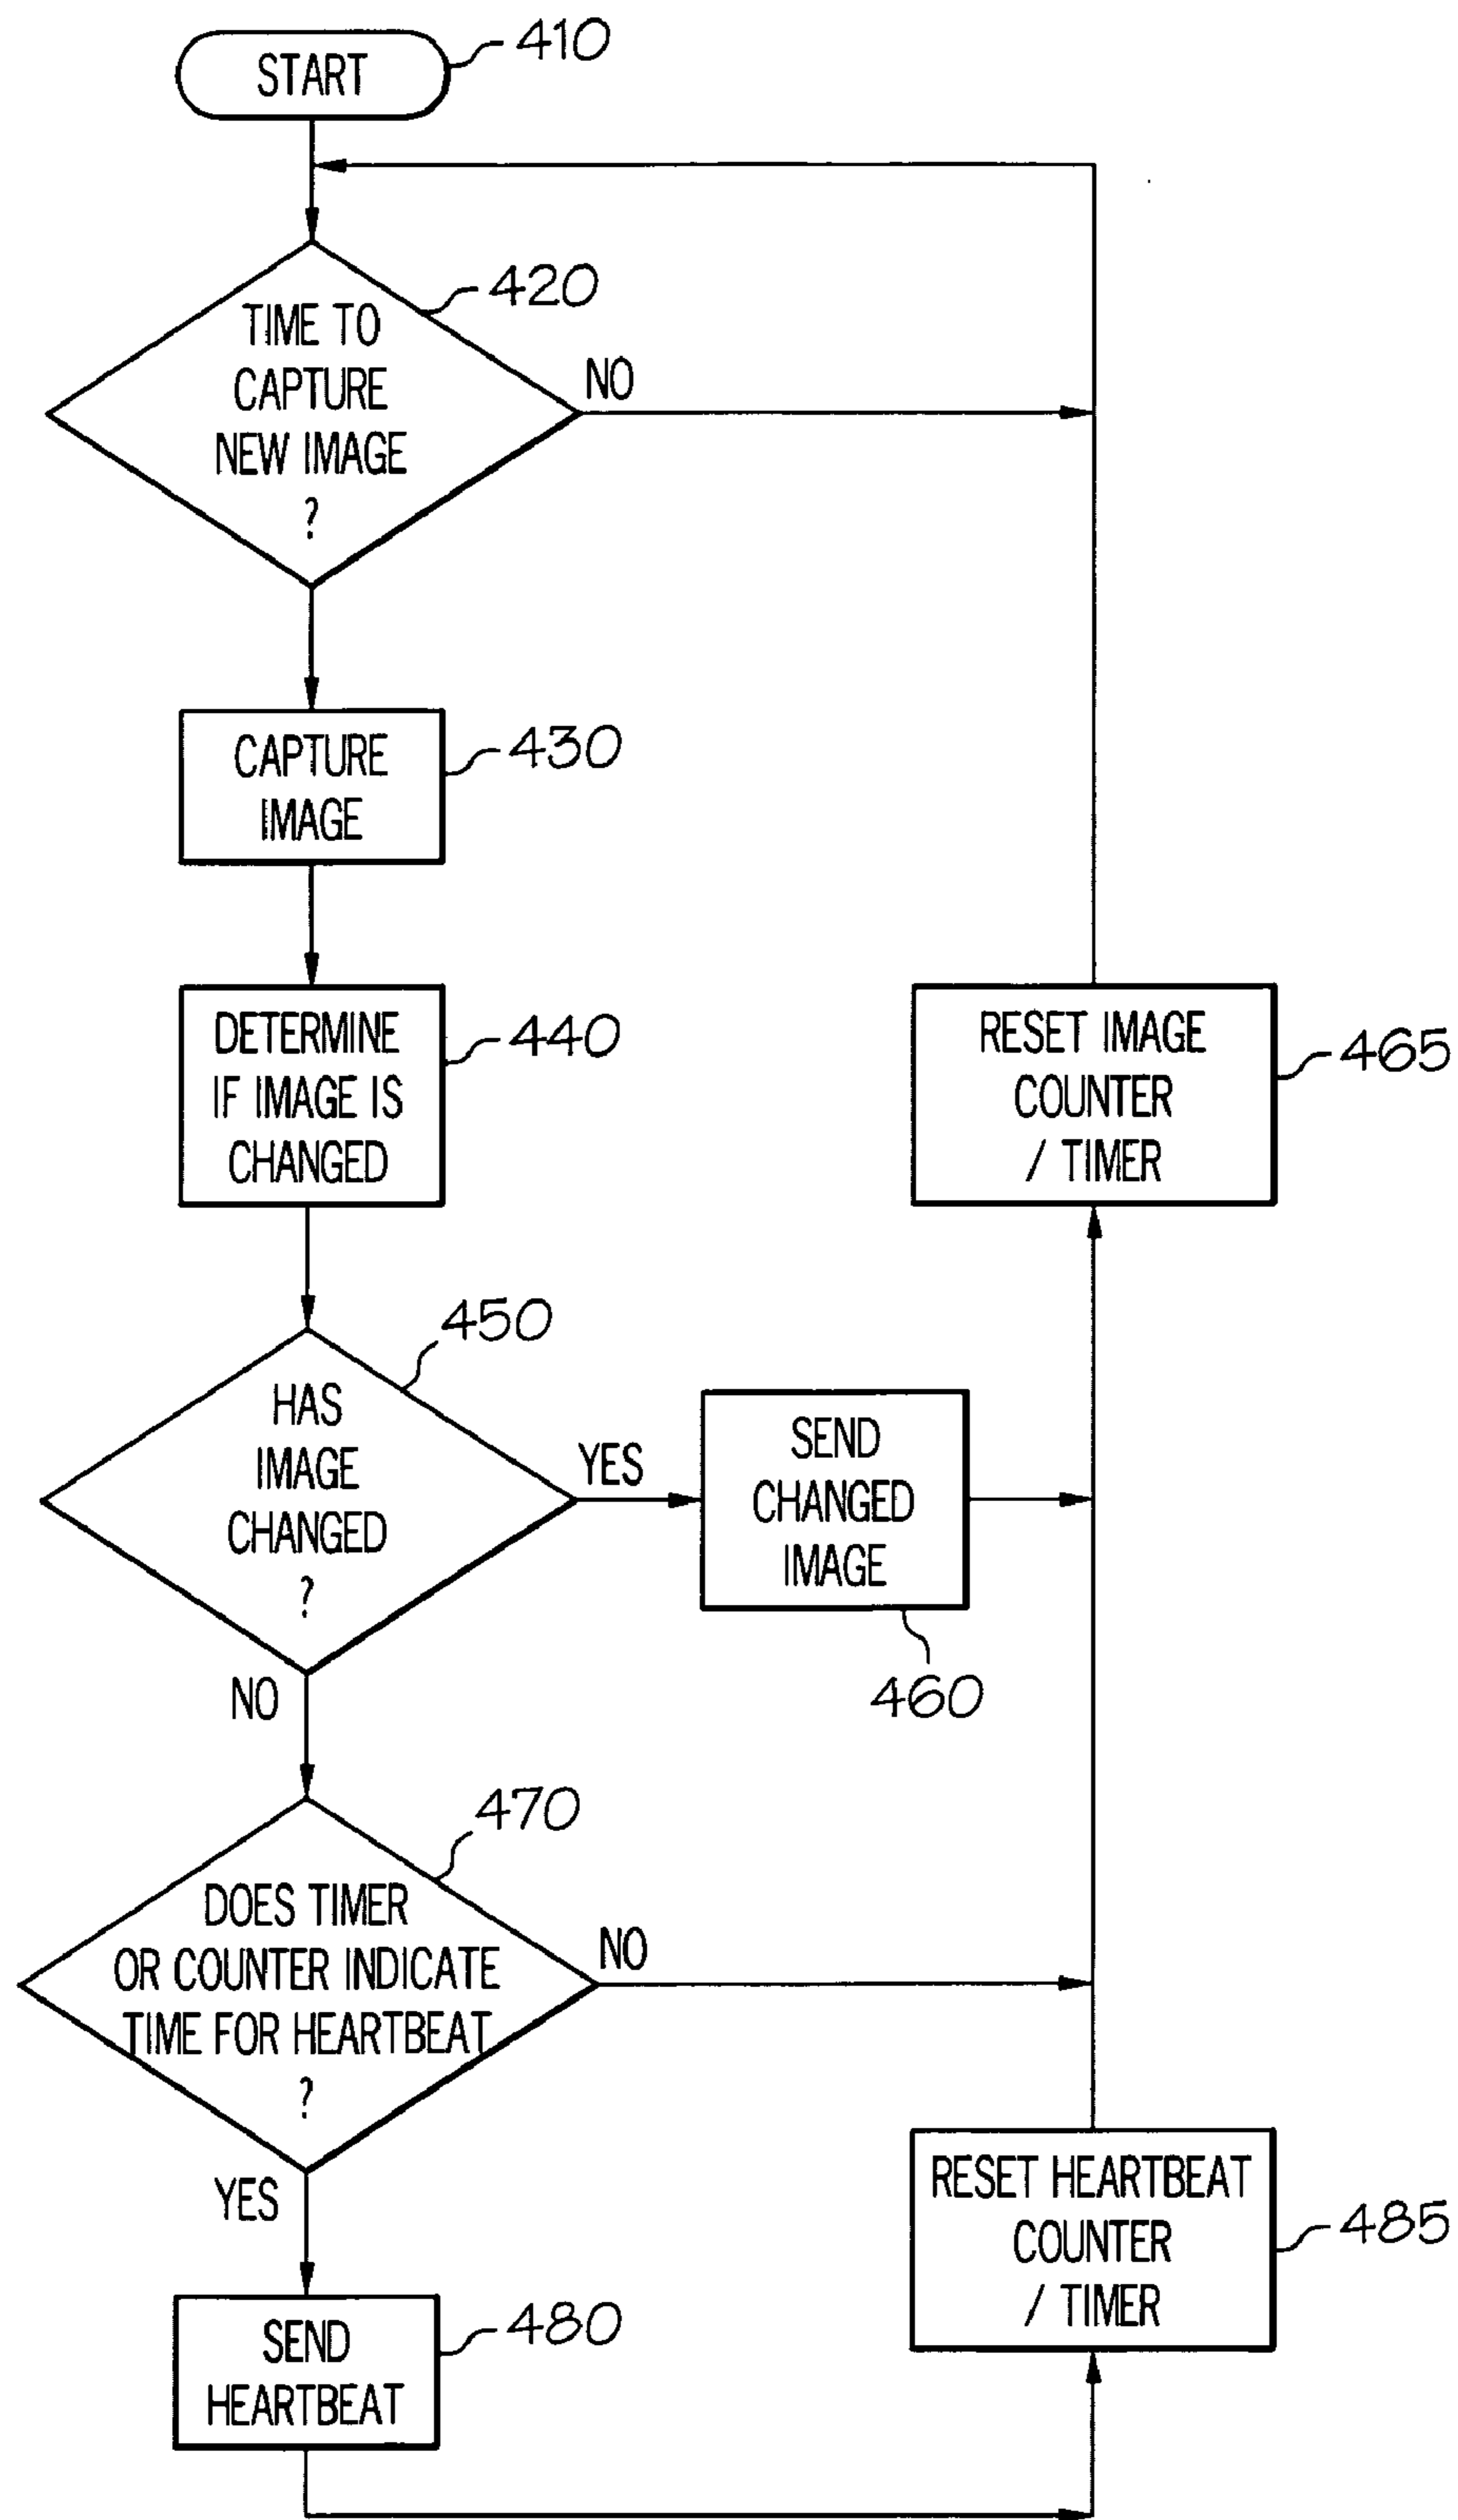 START
410
TIME TO
CAPTURE
NEW IMAGE
?
420
NO
CAPTURE
IMAGE
430
DETERMINE
IF IMAGE IS
CHANGED
440
RESET IMAGE
COUNTER
/ TIMER
465
HAS
IMAGE
CHANGED
?
450
YES
SEND
CHANGED
IMAGE
460
NO
DOES TIMER
OR COUNTER INDICATE
TIME FOR HEARTBEAT
?
470
NO
YES
RESET HEARTBEAT
COUNTER
/ TIMER
485
SEND
HEARTBEAT
480